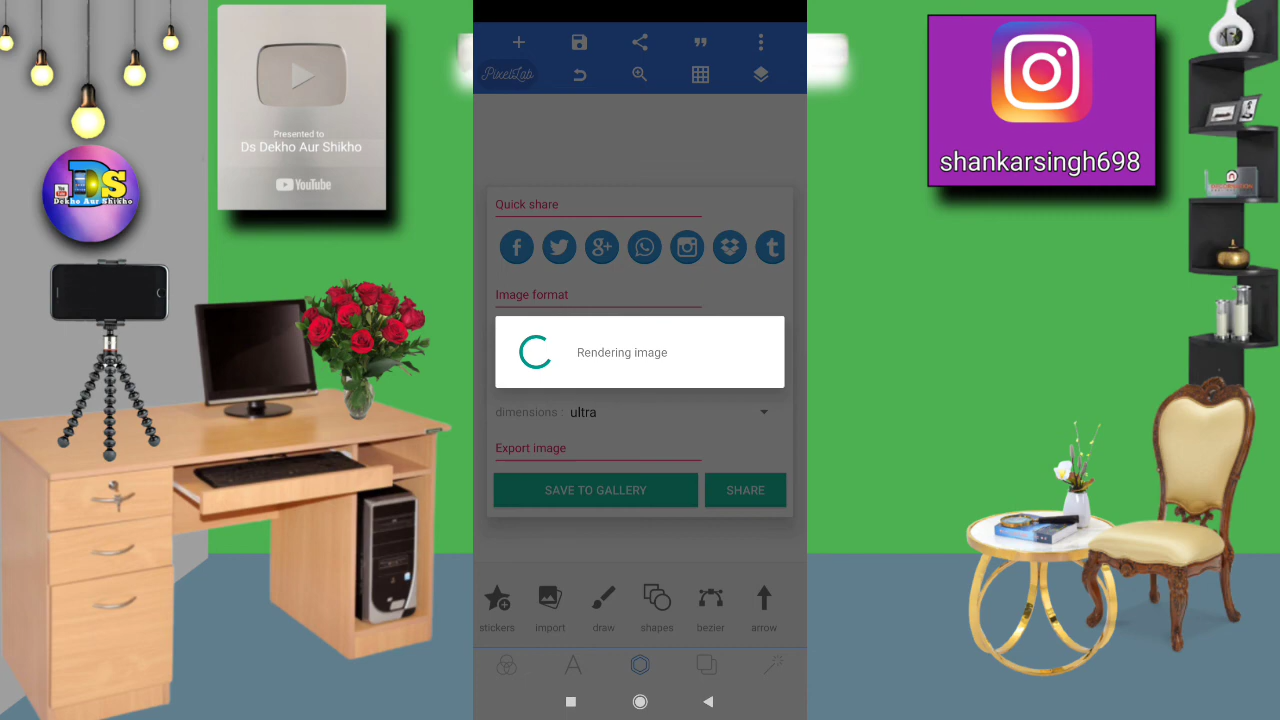 Presented to
Ds Dekho Aur Shikho
YouTube
Ds
Dekho Aur Shikho
PixelLab
Quick share
Image format
Rendering image
dimensions : ultra
Export image
SAVE TO GALLERY
SHARE
stickers
import
draw
shapes
bezier
arrow
shankarsingh698